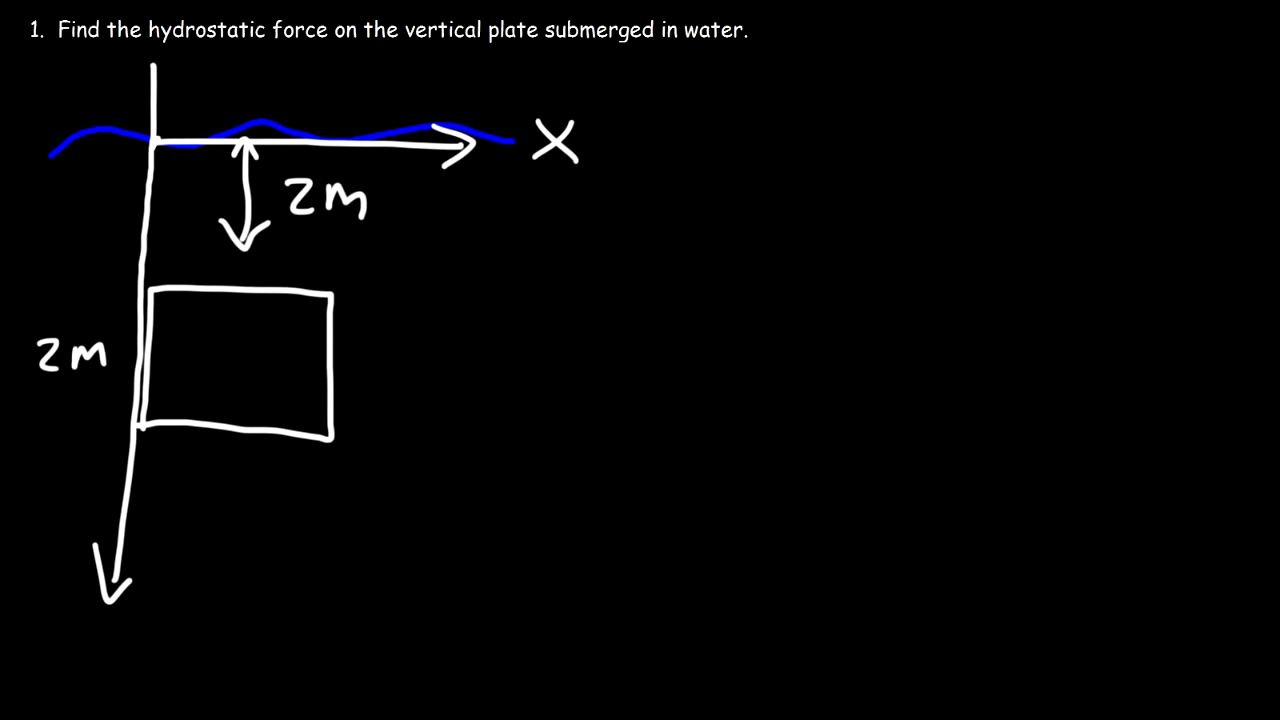 1. Find the hydrostatic force on the vertical plate submerged in water.
X
2m
2m